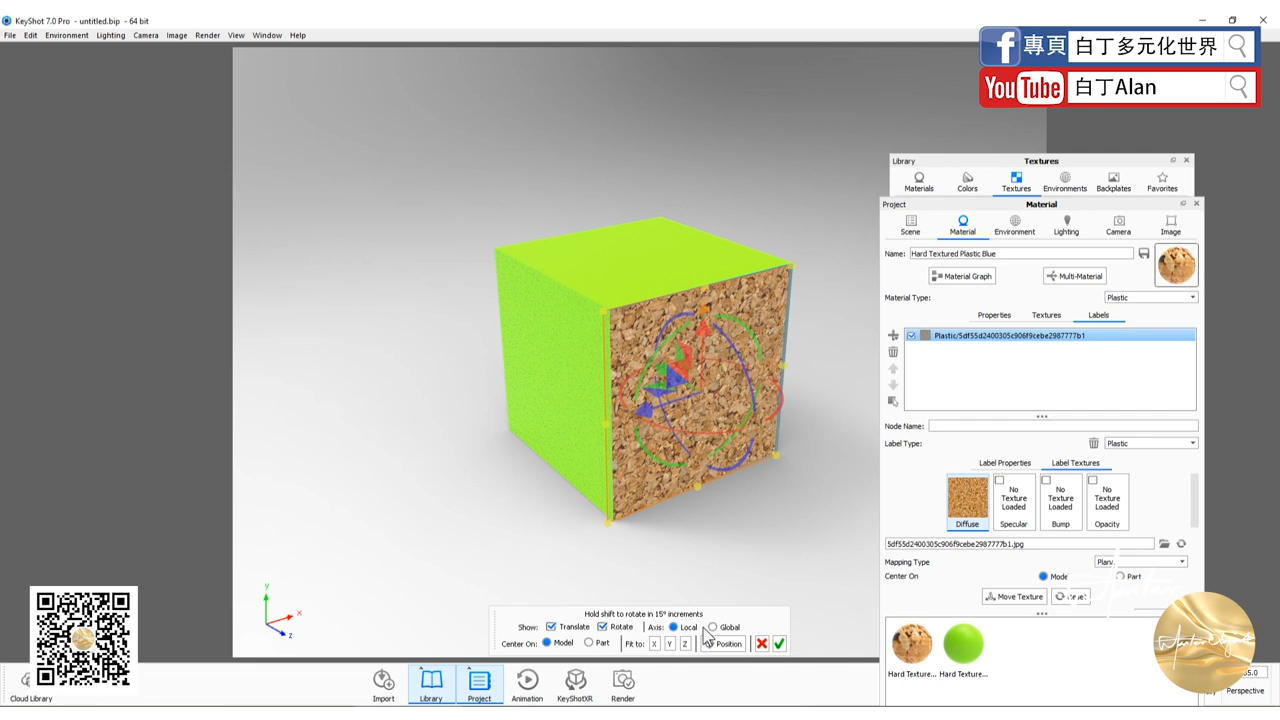 KeyShot 7.0 Pro - untitled.bip - 64 bit
File Edit Environment Lighting Camera Image Render View Window Help
專頁 白丁多元化世界
YouTube 白丁Alan
Library Textures
Materials Colors Textures Environments Backplates Favorites
Project Material
Scene Material Environment Lighting Camera Image
Name: Hard Textured Plastic Blue
Material Graph Multi-Material
Material Type: Plastic
Properties Textures Labels
Plastic/5df55d2400305c906f9cebe2987777b1
Node Name:
Label Type: Plastic
Label Properties Label Textures
No Texture Loaded No Texture Loaded No Texture Loaded
Diffuse Specular Bump Opacity
5df55d2400305c906f9cebe2987777b1.jpg
Mapping Type
Center On Model Part
Move Texture
Hard Texture... Hard Texture...
Hold shift to rotate in 15° increments
Show: Translate Rotate Axis: Local Global
Center On: Model Part Fit to: X Y Z Position
y
x
z
Cloud Library Import Library Project Animation KeyShotXR Render
Perspective